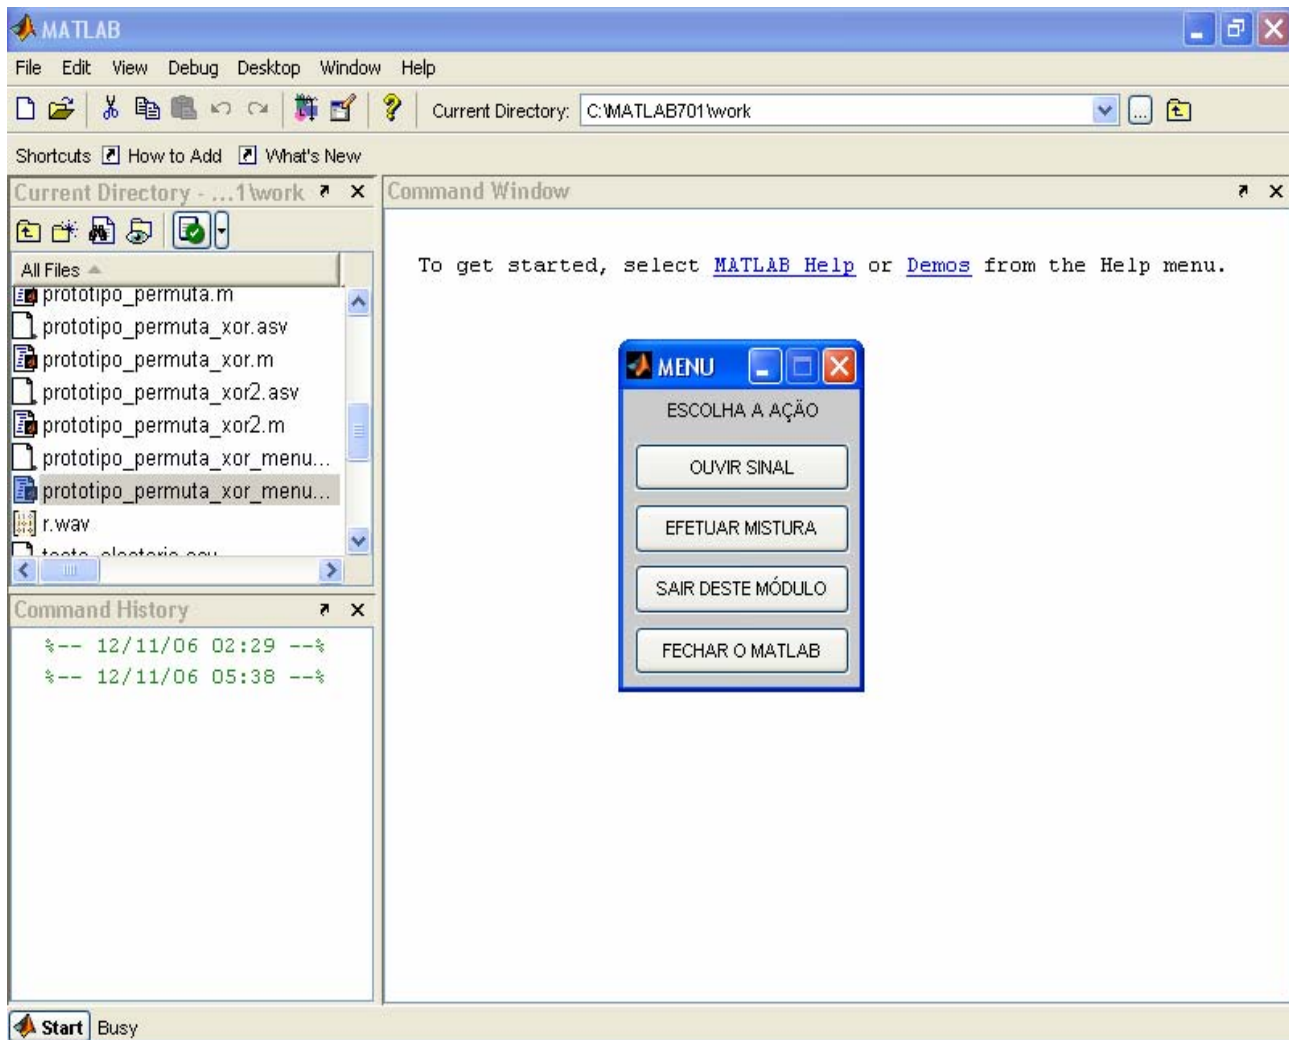 MATLAB
File Edit View Debug Desktop Window Help
Current Directory: C:\MATLAB701\work
Shortcuts How to Add What's New
Current Directory - ...1\work
All Files
prototipo_permuta.m
prototipo_permuta_xor.asv
prototipo_permuta_xor.m
prototipo_permuta_xor2.asv
prototipo_permuta_xor2.m
prototipo_permuta_xor_menu...
prototipo_permuta_xor_menu...
r.wav
Command History
%-- 12/11/06 02:29 --%
%-- 12/11/06 05:38 --%
Command Window
To get started, select MATLAB Help or Demos from the Help menu.
MENU
ESCOLHA A AÇÃO
OUVIR SINAL
EFETUAR MISTURA
SAIR DESTE MÓDULO
FECHAR O MATLAB
Start Busy